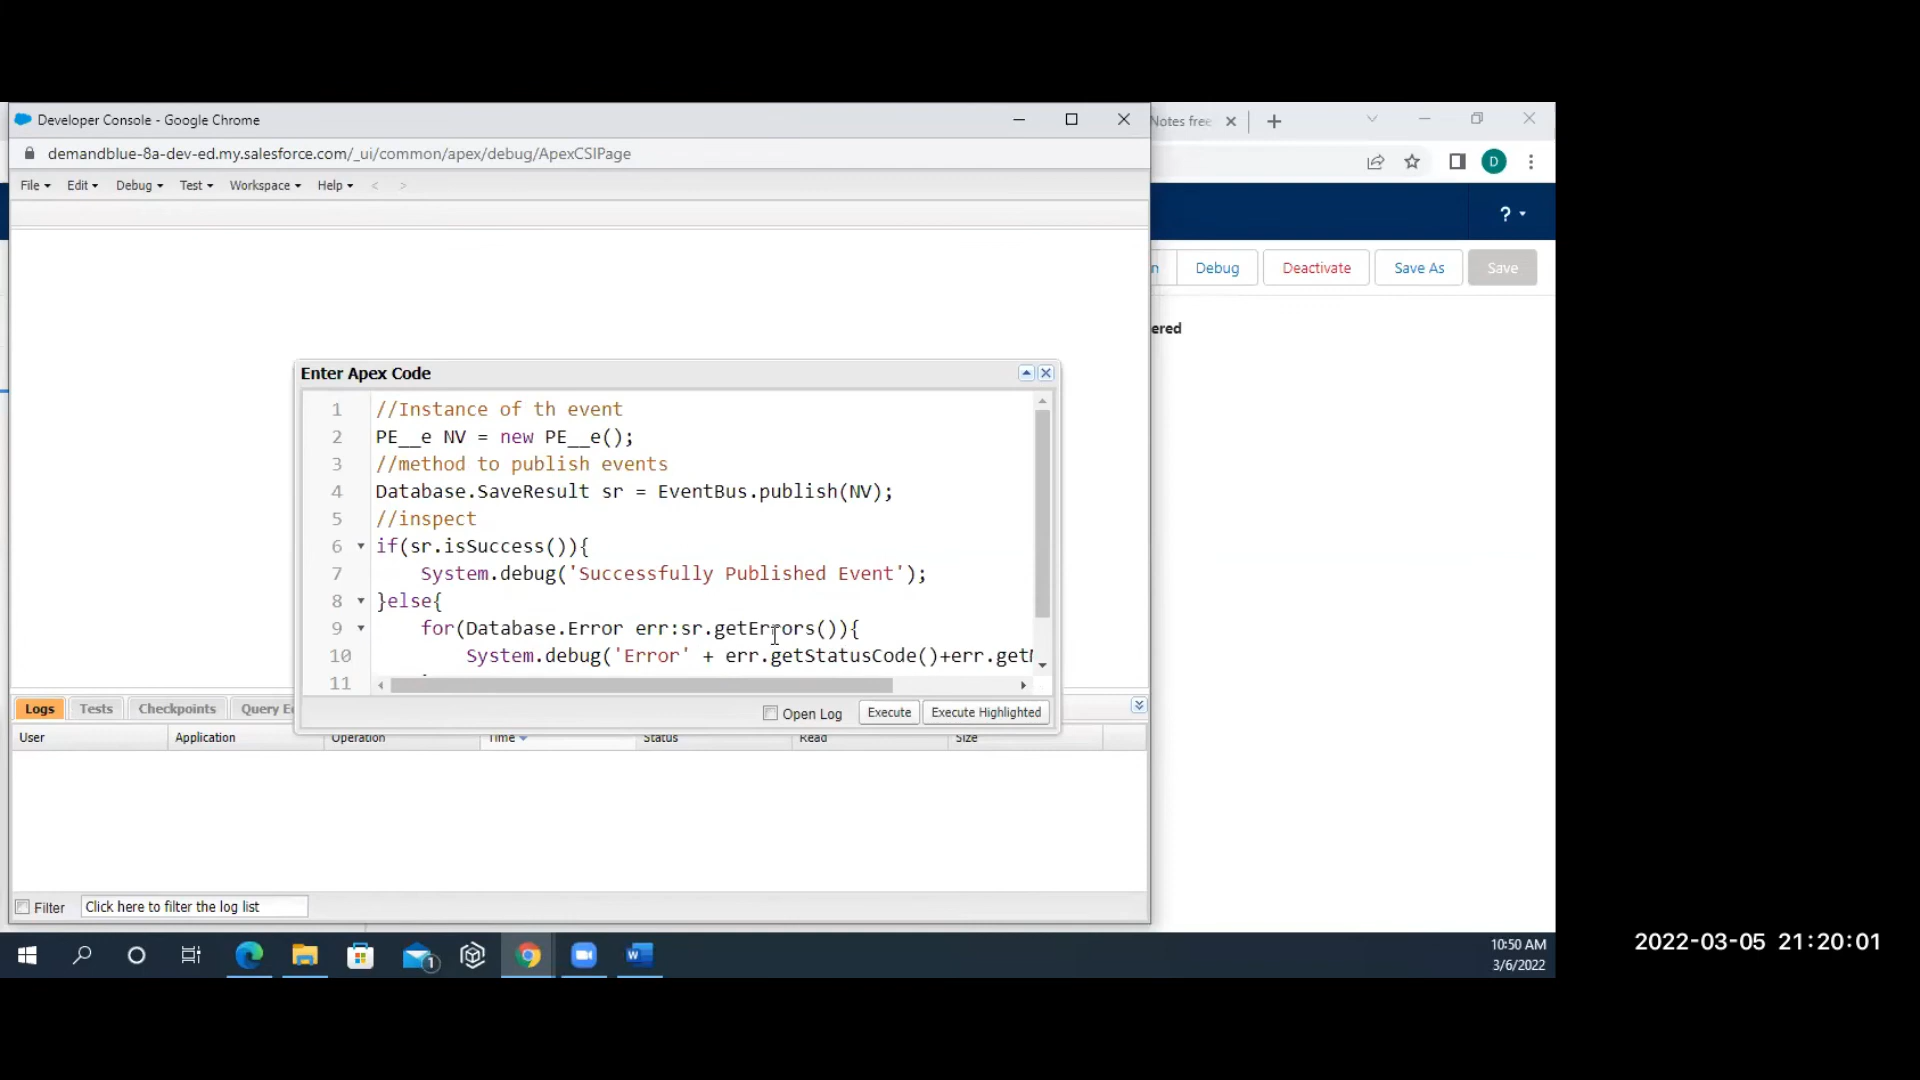 Developer Console - Google Chrome
Notes free
demandblue-8a-dev-ed.my.salesforce.com/_ui/common/apex/debug/ApexCSIPage
D
File Edit Debug Test Workspace Help < >
?
n Debug Deactivate Save As Save
ered
Enter Apex Code
1 //Instance of th event
2 PE__e NV = new PE__e();
3 //method to publish events
4 Database.SaveResult sr = EventBus.publish(NV);
5 //inspect
6 if(sr.isSuccess()){
7 System.debug('Successfully Published Event');
8 }else{
9 for(Database.Error err:sr.getErrors()){
10 System.debug('Error' + err.getStatusCode()+err.get
11
Logs Tests Checkpoints Query E
Open Log Execute Execute Highlighted
User Application Operation Time Status Read Size
Filter Click here to filter the log list
1
W
10:50 AM
3/6/2022
2022-03-05 21:20:01